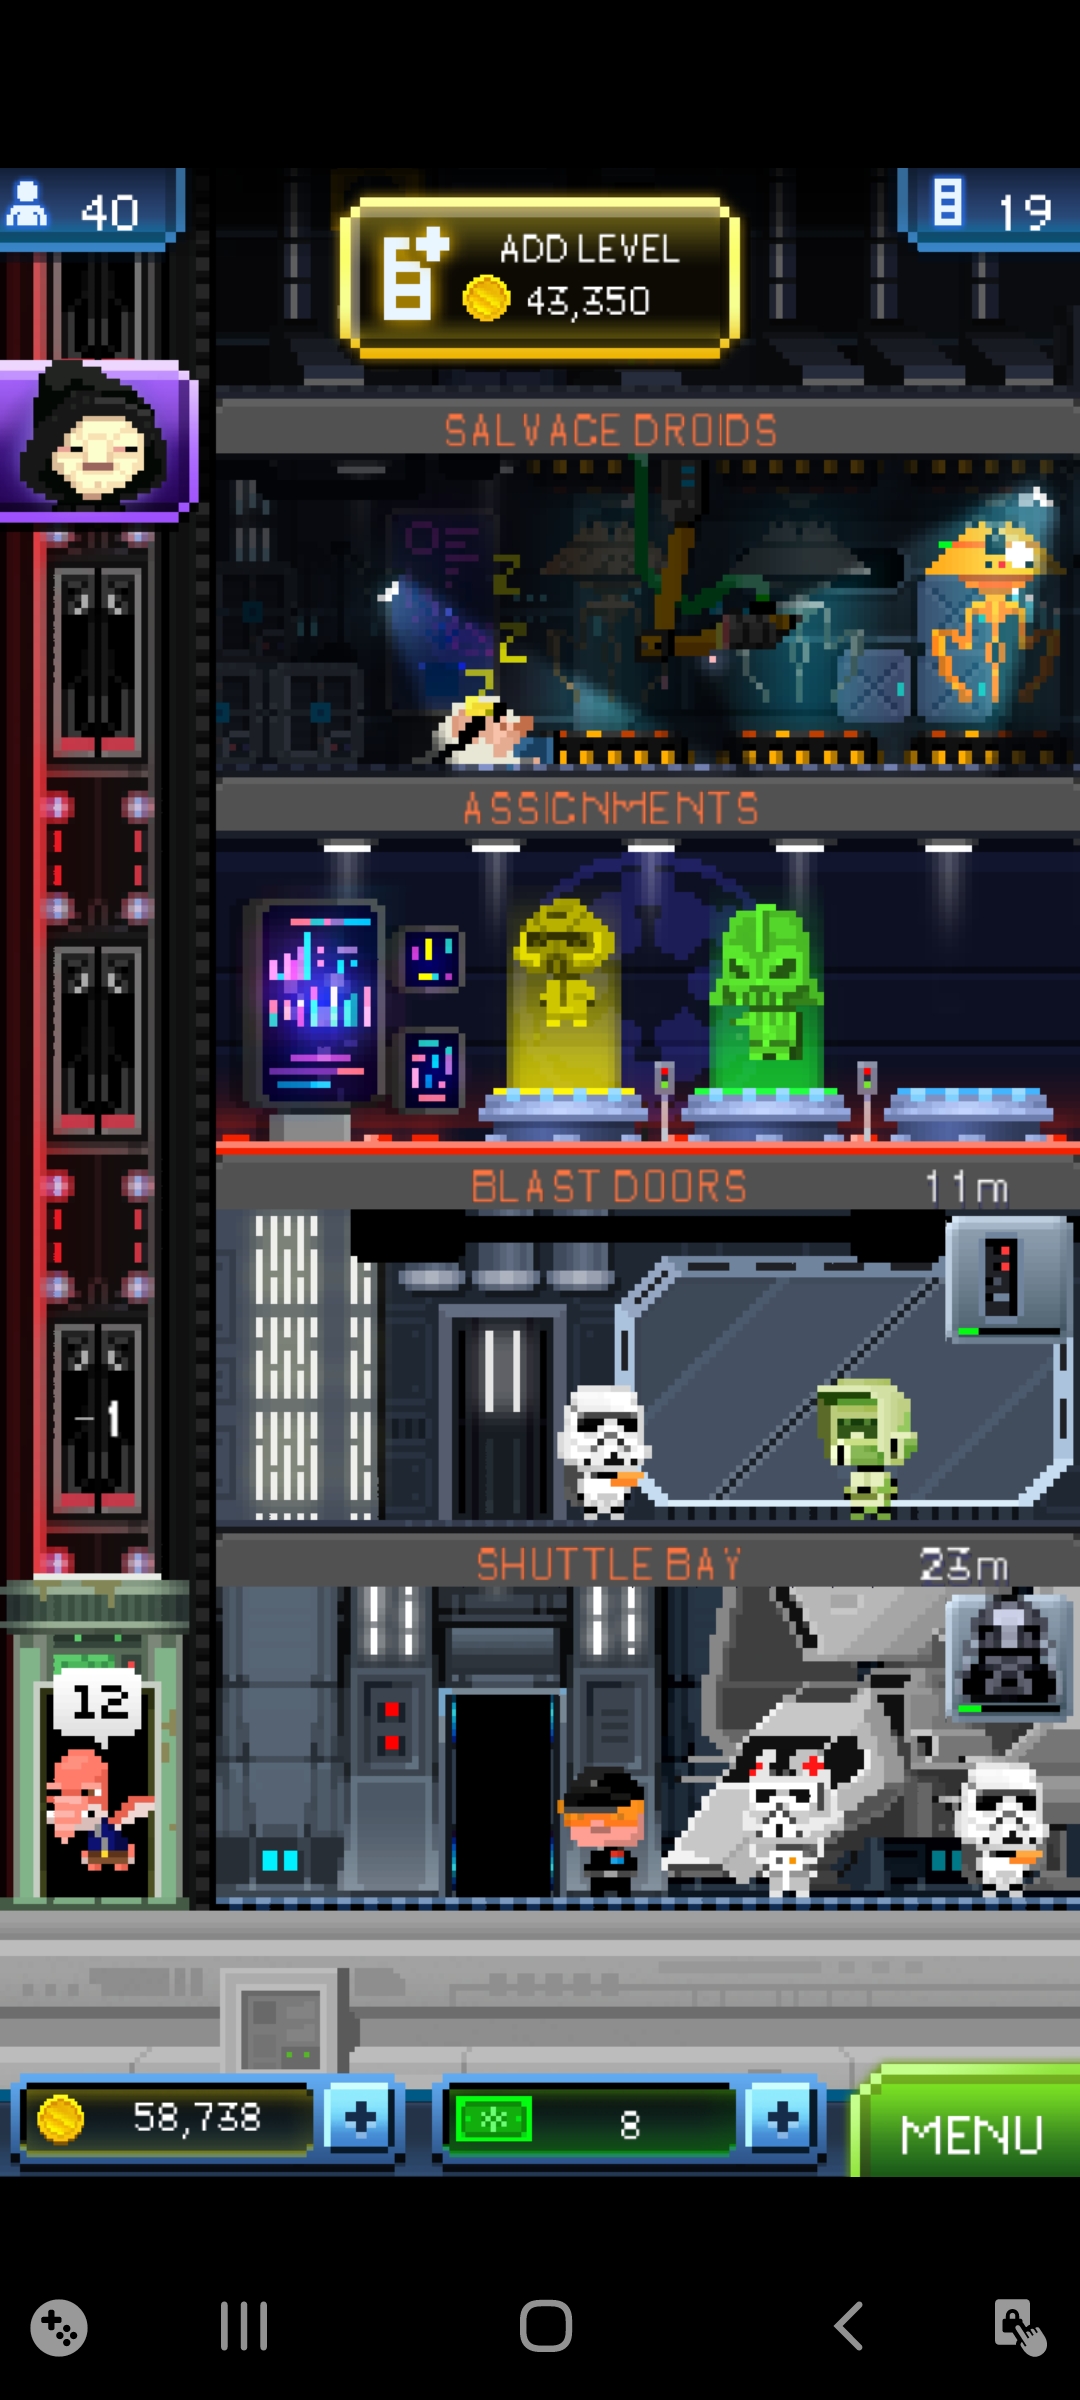 40
ADD LEVEL
43,350
19
SALVAGE DROIDS
Z
Z
Z
ASSIGNMENTS
BLAST DOORS
11m
-1
SHUTTLE BAY
23m
12
58,738
8
MENU